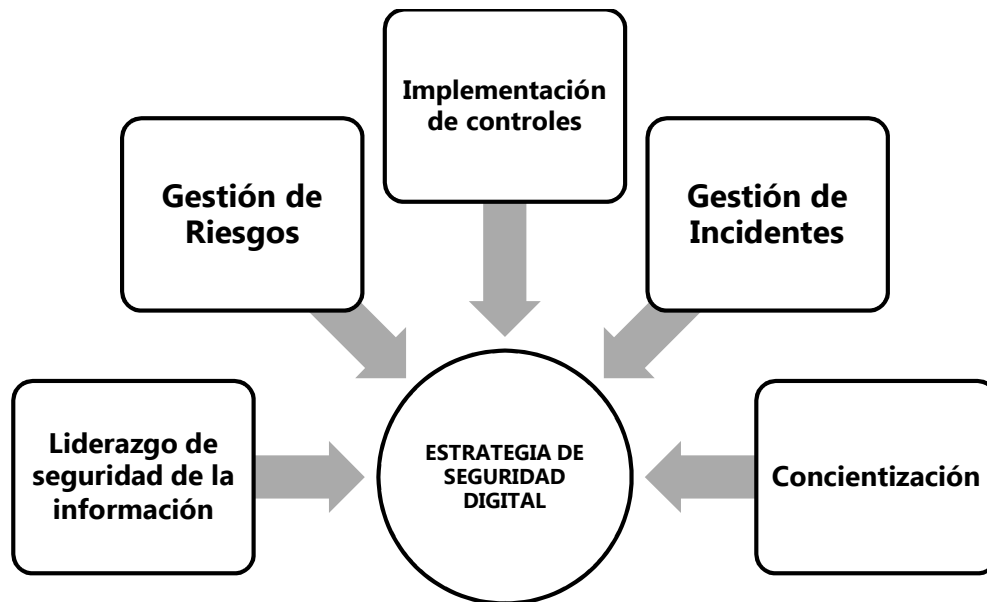 Implementación
de controles
Gestión de
Riesgos
Gestión de
Incidentes
Liderazgo de
seguridad de la
información
ESTRATEGIA DE
SEGURIDAD
DIGITAL
Concientización